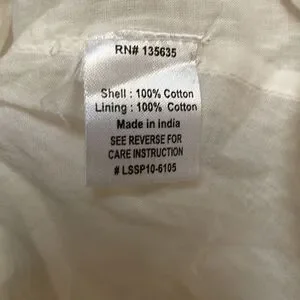 RN# 135635
Shell : 100% Cotton
Lining : 100% Cotton
Made in india
SEE REVERSE FOR
CARE INSTRUCTION
# LSSP10-6105